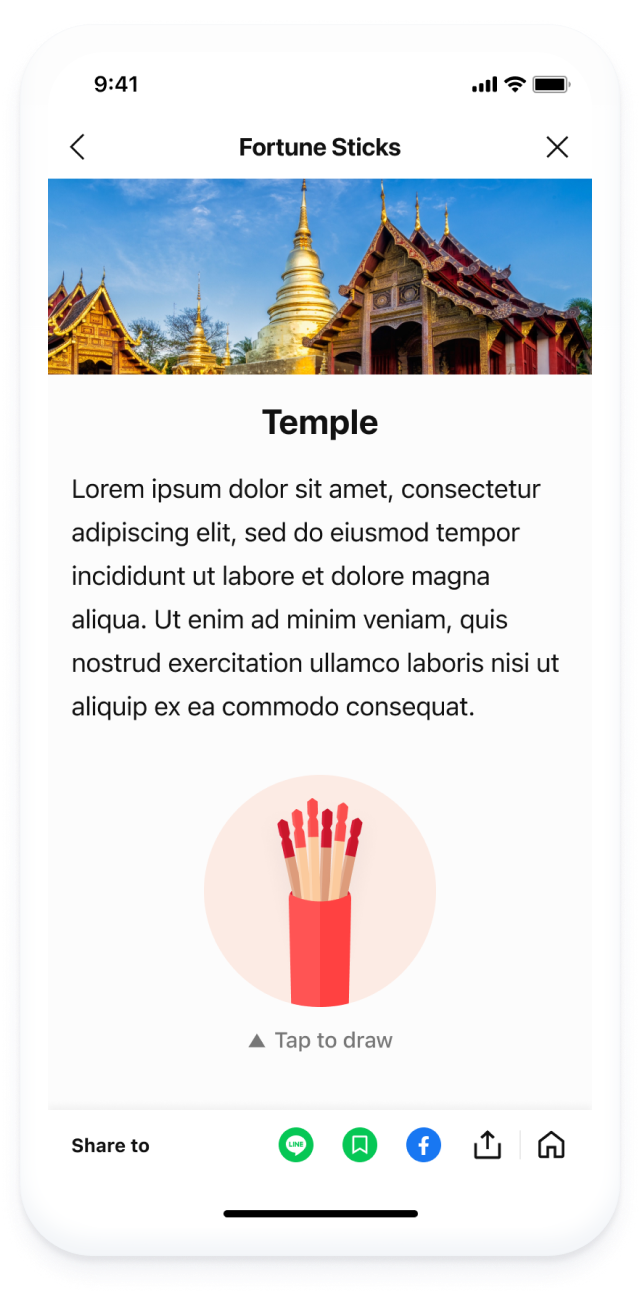 9:41
Fortune Sticks
Temple
Lorem ipsum dolor sit amet, consectetur
adipiscing elit, sed do eiusmod tempor
incididunt ut labore et dolore magna
aliqua. Ut enim ad minim veniam, quis
nostrud exercitation ullamco laboris nisi ut
aliquip ex ea commodo consequat.
▲ Tap to draw
Share to
LINE